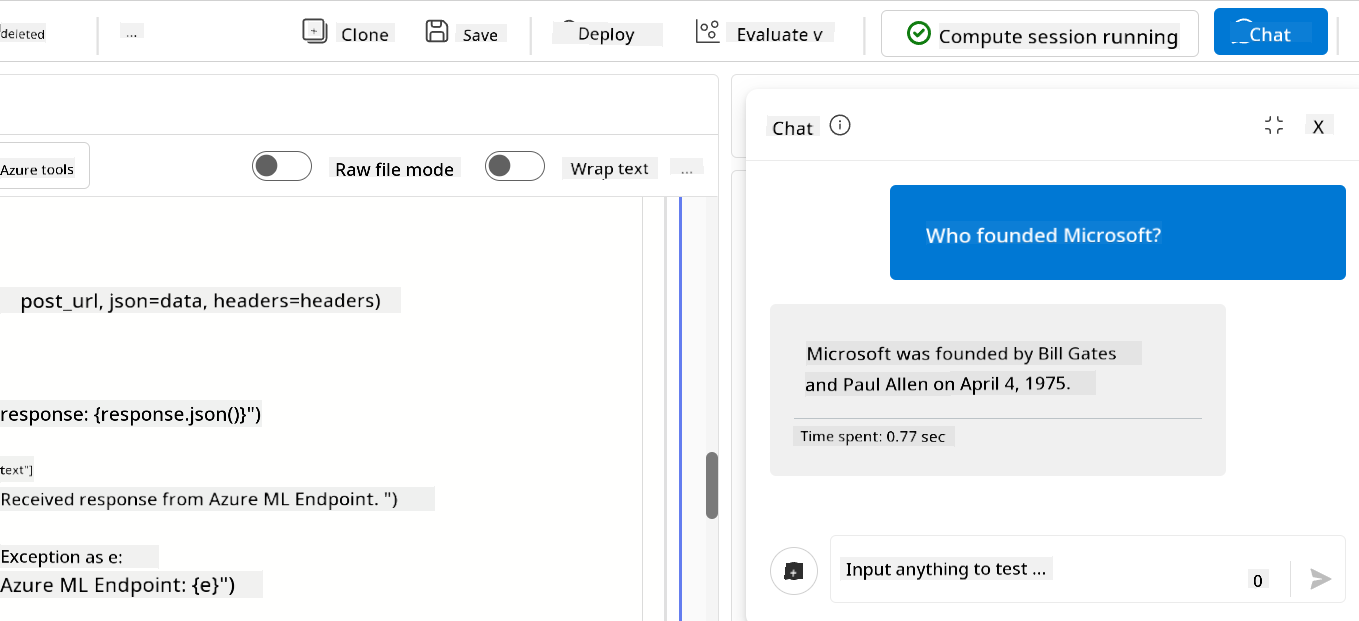 deleted
...
Clone
Save
Deploy
Evaluate v
Compute session running
Chat
Azure tools
Raw file mode
Wrap text
...
post_url, json=data, headers=headers)
response: {response.json()}")
text"]
Received response from Azure ML Endpoint. ")
Exception as e:
Azure ML Endpoint: {e}")
Chat
X
Who founded Microsoft?
Microsoft was founded by Bill Gates
and Paul Allen on April 4, 1975.
Time spent: 0.77 sec
Input anything to test ...
0